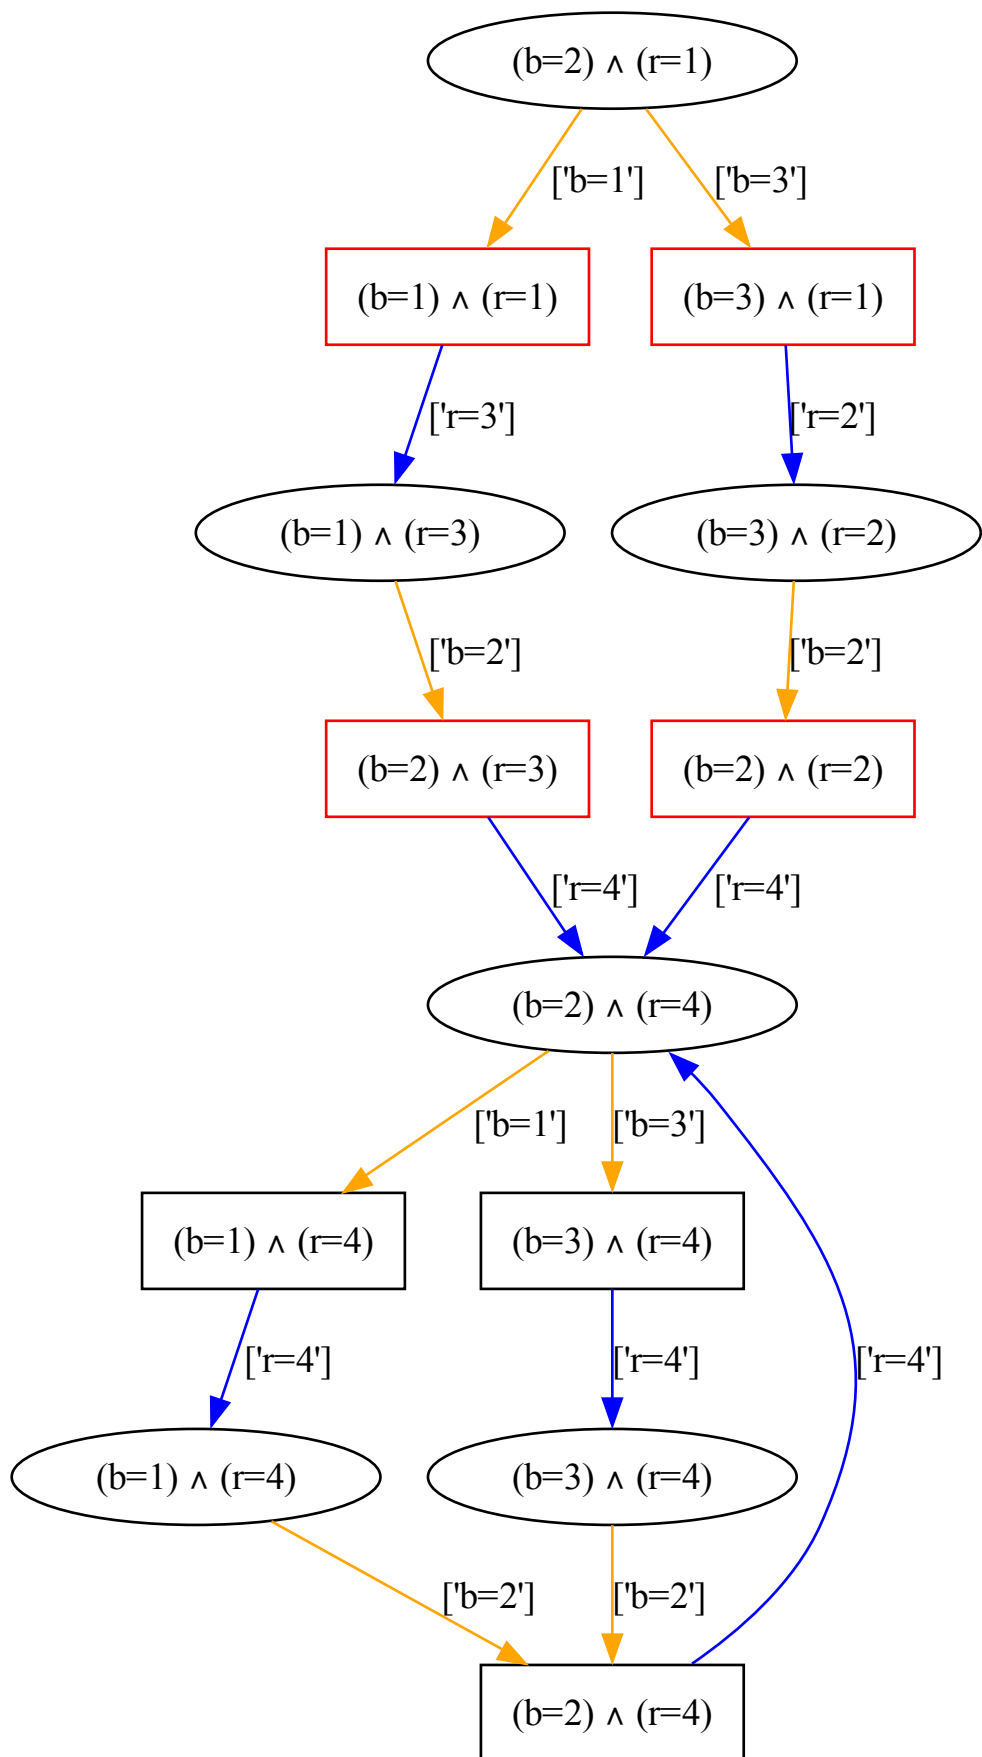 (b=2) ∧ (r=1)
['b=1']
['b=3']
(b=1) ∧ (r=1)
(b=3) ∧ (r=1)
['r=3']
['r=2']
(b=1) ∧ (r=3)
(b=3) ∧ (r=2)
['b=2']
['b=2']
(b=2) ∧ (r=3)
(b=2) ∧ (r=2)
['r=4']
['r=4']
(b=2) ∧ (r=4)
['b=1']
['b=3']
(b=1) ∧ (r=4)
(b=3) ∧ (r=4)
['r=4']
['r=4']
['r=4']
(b=1) ∧ (r=4)
(b=3) ∧ (r=4)
['b=2']
['b=2']
(b=2) ∧ (r=4)